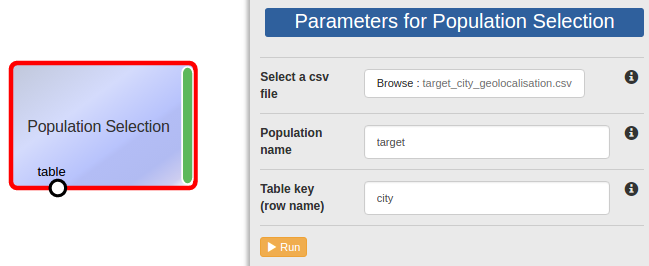 Population Selection
table
Parameters for Population Selection
Select a csv
file
Browse : target_city_geolocalisation.csv
Population
name
target
Table key
(row name)
city
Run